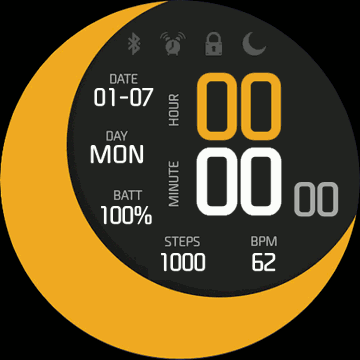 DATE
01-07
HOUR
00
DAY
MON
MINUTE
00
00
BATT
100%
STEPS
1000
BPM
62